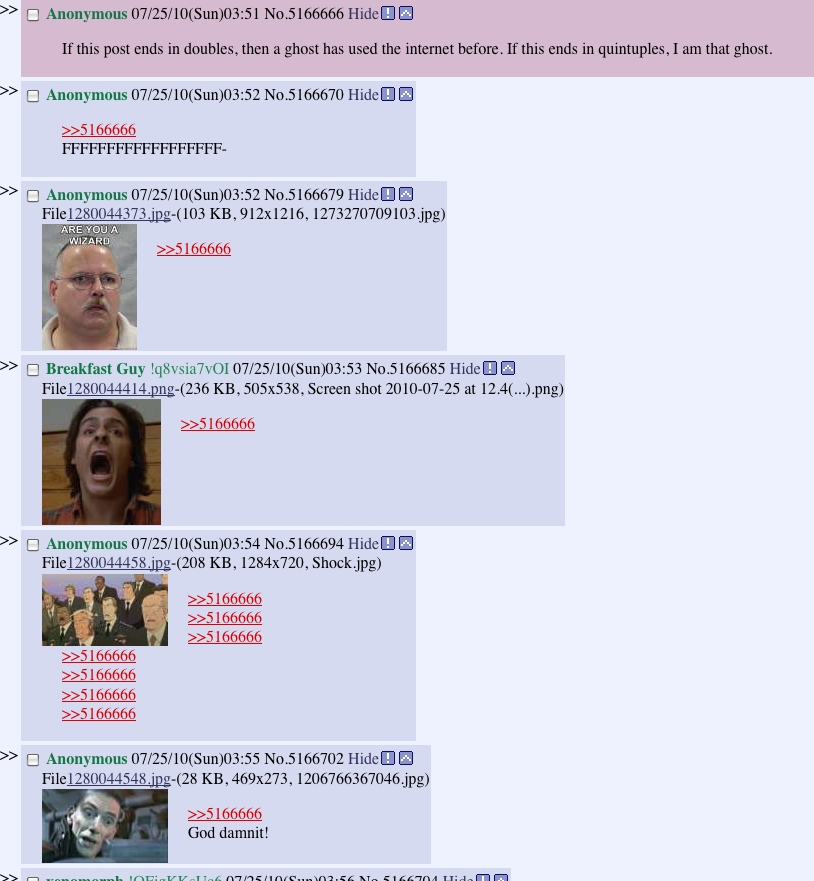 >> Anonymous 07/25/10(Sun)03:51 No.5166666 Hide
If this post ends in doubles, then a ghost has used the internet before. If this ends in quintuples, I am that ghost.
>> Anonymous 07/25/10(Sun)03:52 No.5166670 Hide
>>5166666
FFFFFFFFFFFFFFFFFF-
>> Anonymous 07/25/10(Sun)03:52 No.5166679 Hide
File1280044373.jpg-(103 KB, 912x1216, 1273270709103.jpg)
ARE YOU A
WIZARD
>>5166666
>> Breakfast Guy !q8vsia7vOI 07/25/10(Sun)03:53 No.5166685 Hide
File1280044414.png-(236 KB, 505x538, Screen shot 2010-07-25 at 12.4(...).png)
>>5166666
>> Anonymous 07/25/10(Sun)03:54 No.5166694 Hide
File1280044458.jpg-(208 KB, 1284x720, Shock.jpg)
>>5166666
>>5166666
>>5166666
>>5166666
>>5166666
>>5166666
>>5166666
>> Anonymous 07/25/10(Sun)03:55 No.5166702 Hide
File1280044548.jpg-(28 KB, 469x273, 1206766367046.jpg)
>>5166666
God damnit!
>> xenomorph 07/25/10(Sun)03:56 No.5166704 Hide